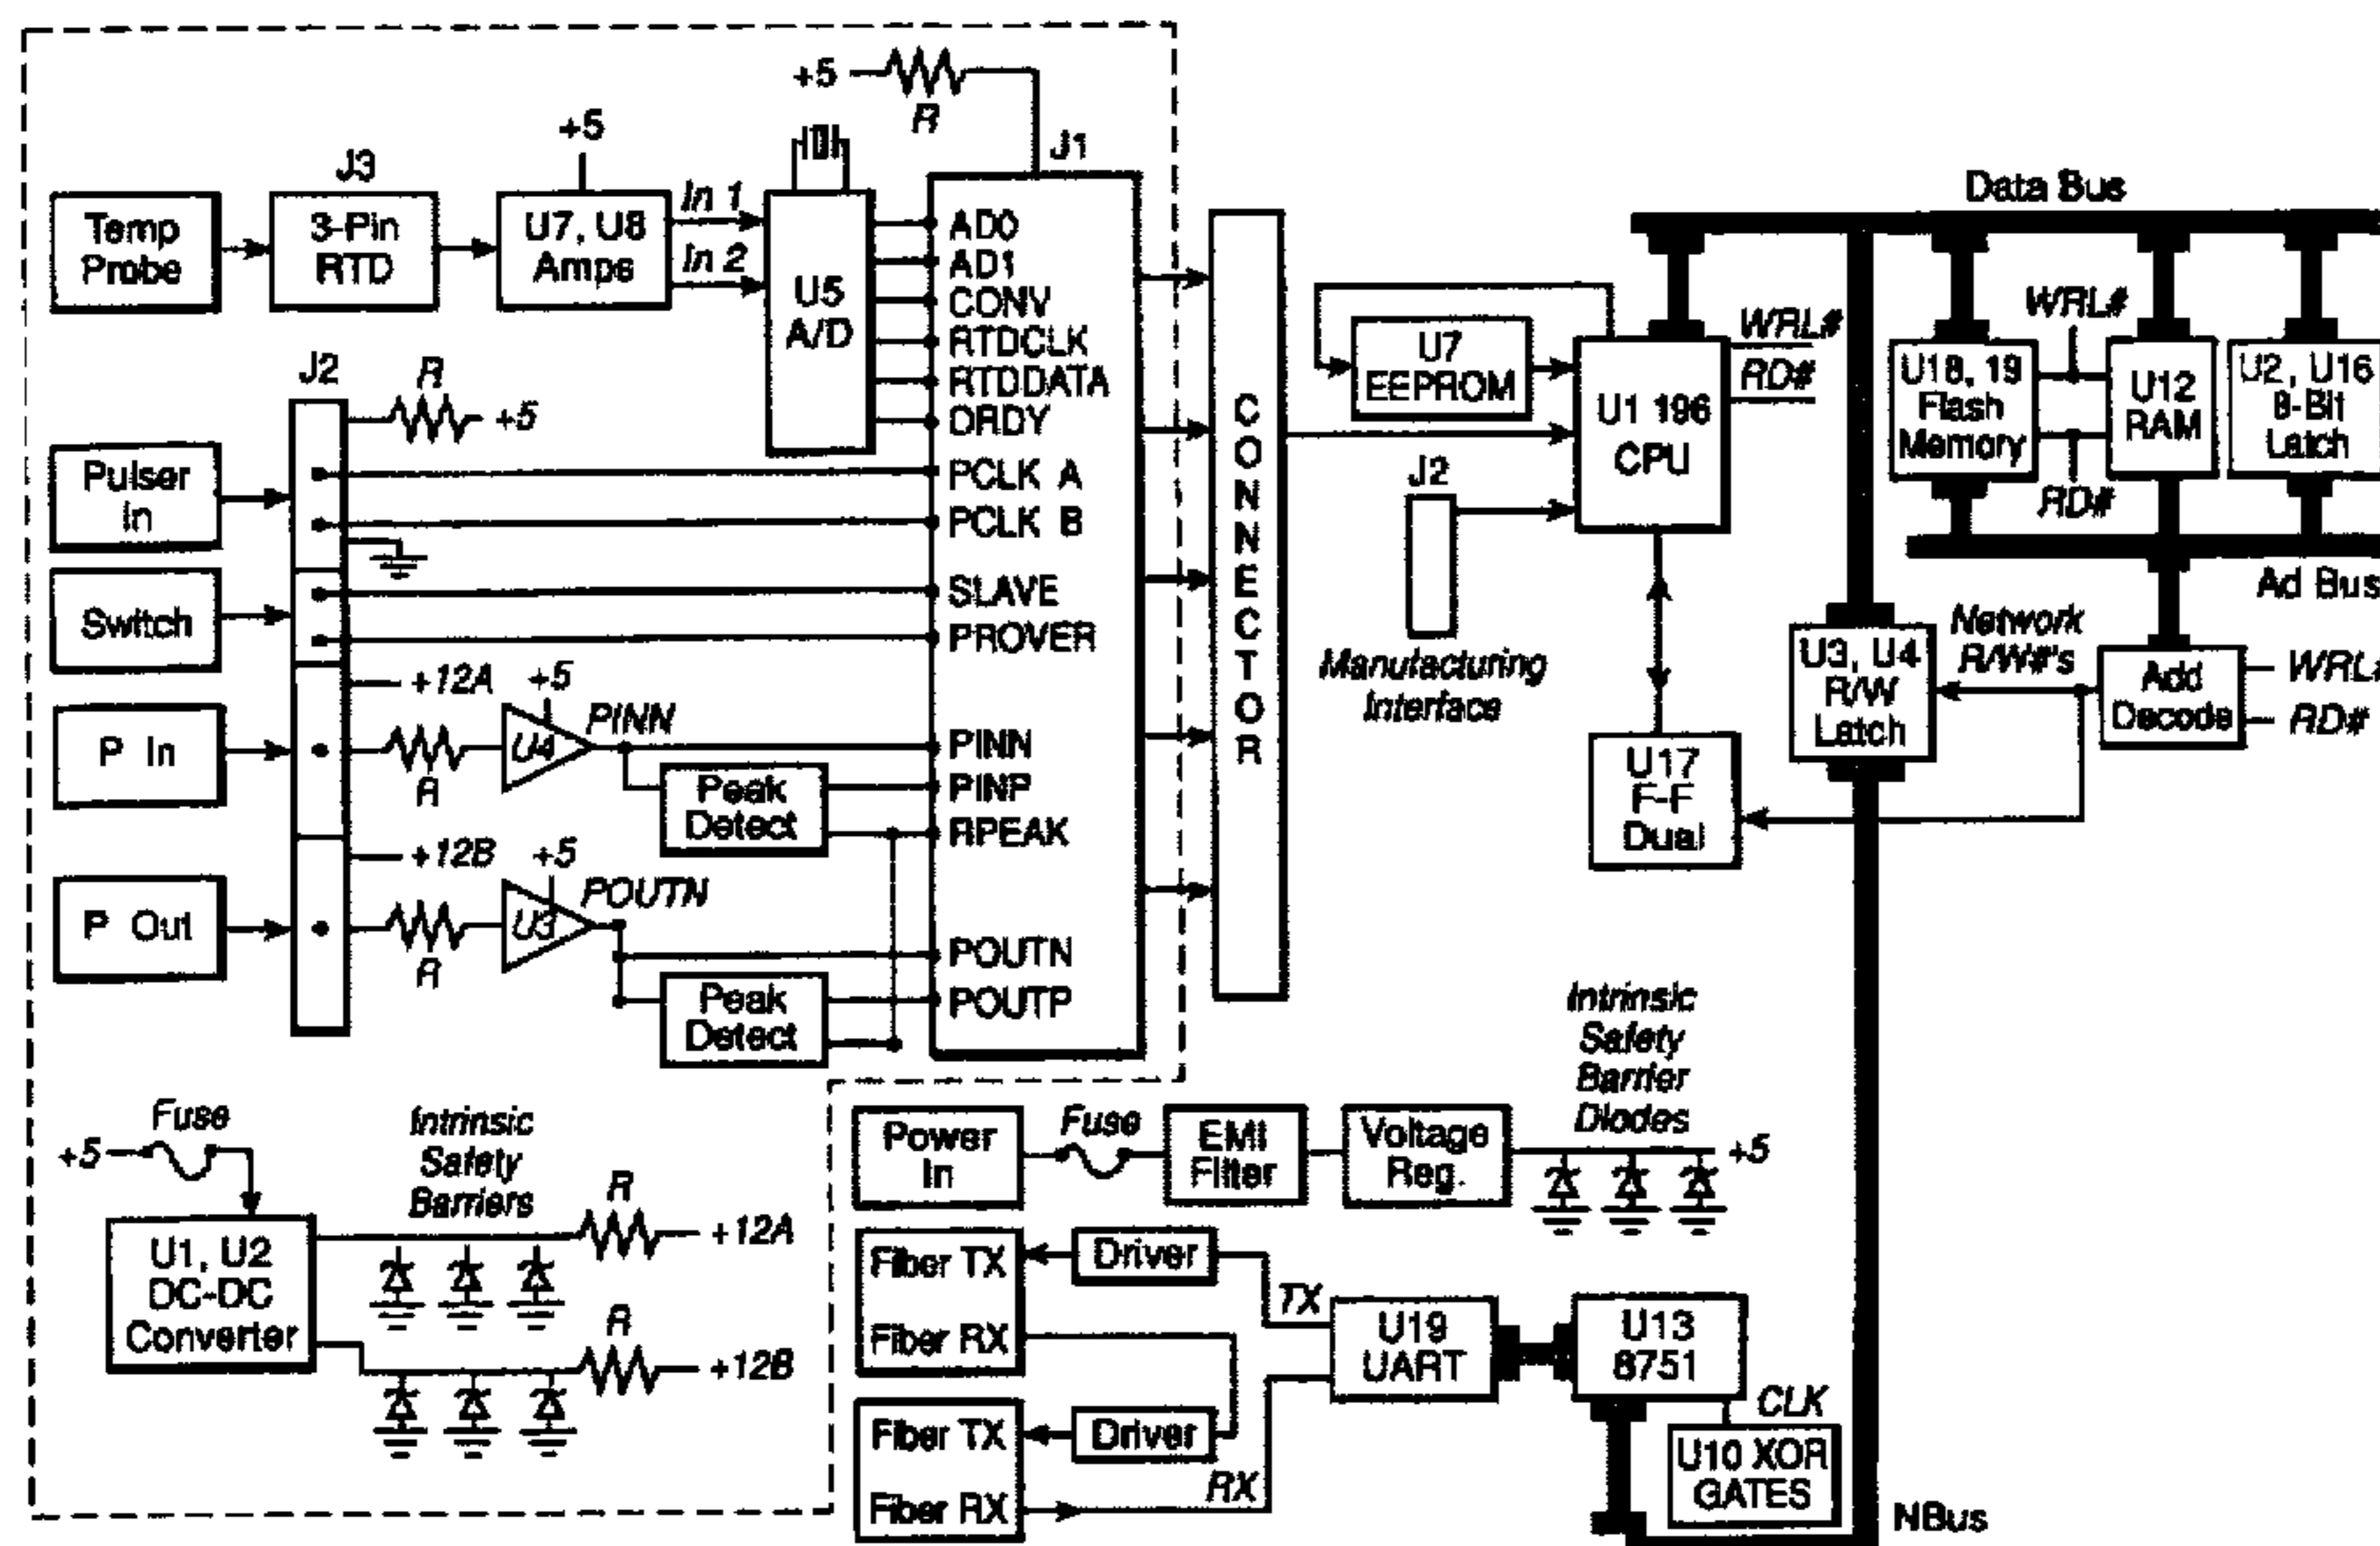 +5
R
J1
+5
J3
Temp
Probe
3-Pin
RTD
U7, U8
Amps
In 1
In 2
U5
A/D
AD0
AD1
CONV
RTDCLK
RTDDATA
DRDY
PCLK A
PCLK B
SLAVE
PROVER
PINN
PINP
RPEAK
POUTN
POUTP
J2
R
+5
Pulser
In
Switch
+12A
+5
PINN
P In
R
U4
Peak
Detect
+12B
+5
POUTN
P Out
R
U3
Peak
Detect
Fuse
+5
Intrinsic
Safety
Barriers
R
+12A
U1, U2
DC-DC
Converter
R
+12B
CONNECTOR
Data Bus
U7
EEPROM
U1 196
CPU
WRL#
RD#
J2
Manufacturing
Interface
U18, 19
Flash
Memory
WRL#
RD#
U12
RAM
U2, U16
8-Bit
Latch
Ad Bus
Network
R/W#'s
U3, U4
R/W
Latch
Add
Decode
WRL#
RD#
U17
F-F
Dual
Intrinsic
Safety
Barrier
Diodes
Power
In
Fuse
EMI
Filter
Voltage
Reg.
+5
Fiber TX
Driver
Fiber RX
TX
U19
UART
U13
8751
CLK
Fiber TX
Driver
Fiber RX
RX
U10 XOR
GATES
NBus